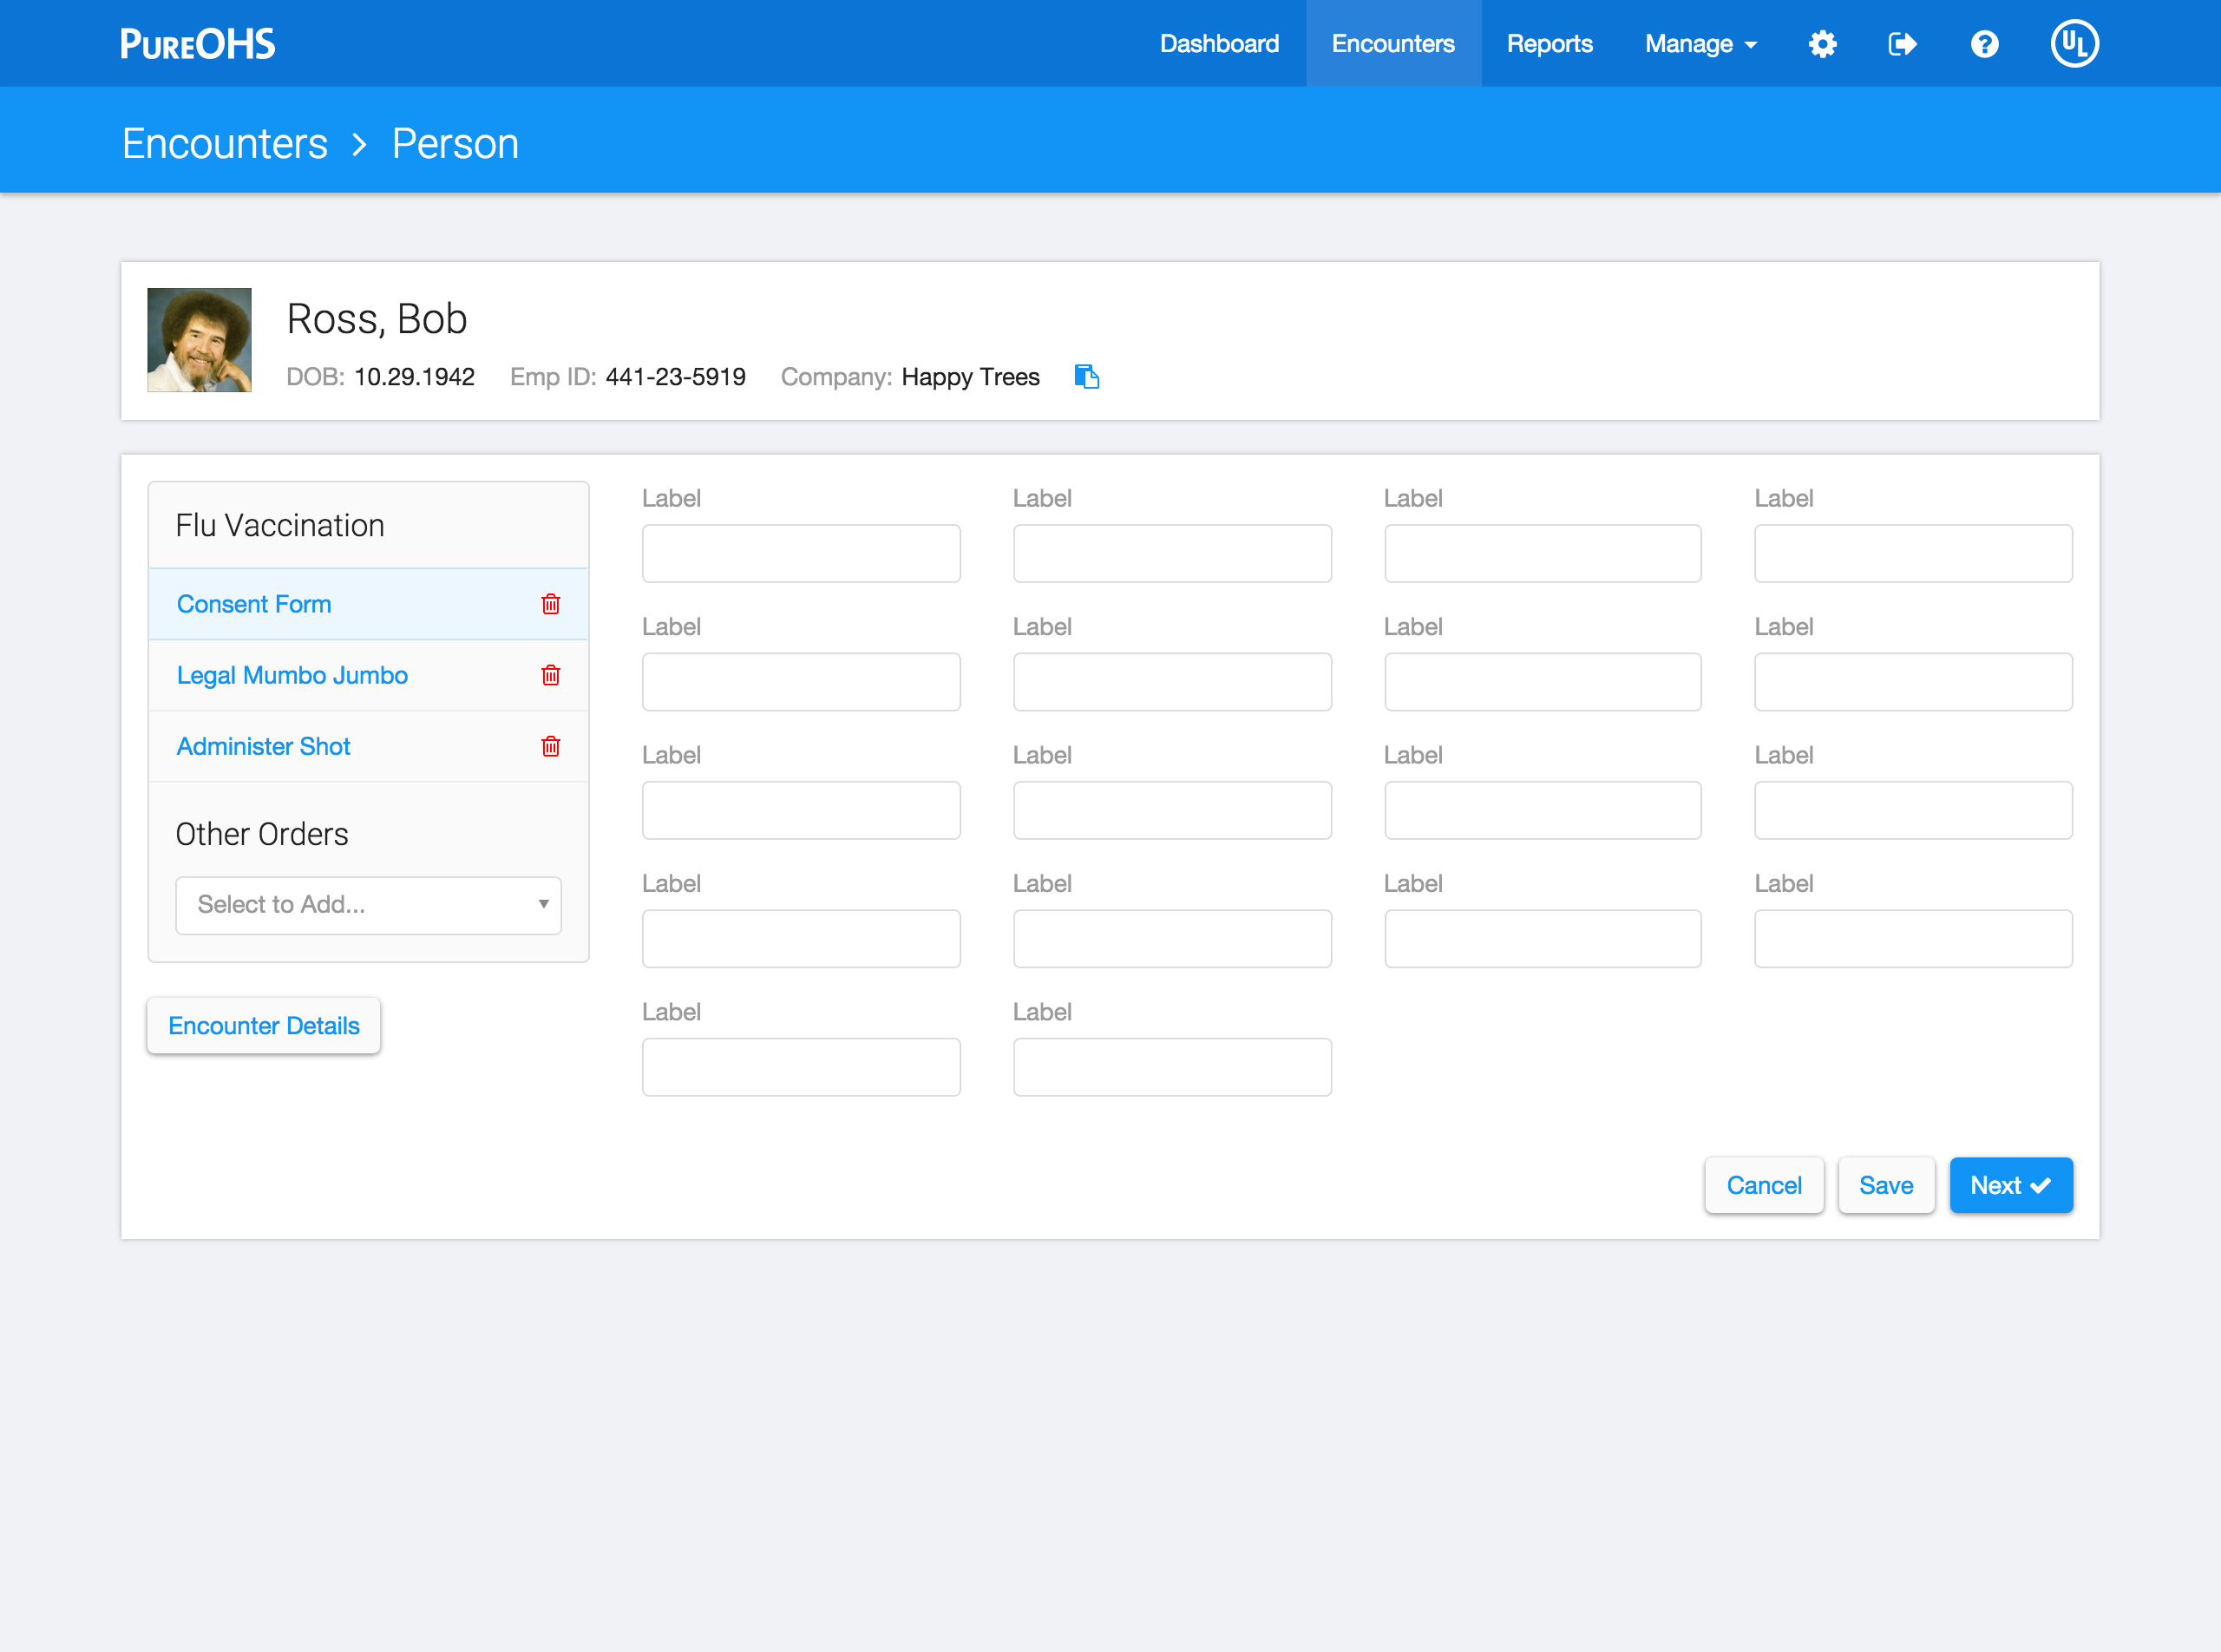 PUREOHS
Dashboard Encounters Reports Manage UL
Encounters > Person
Ross, Bob
DOB: 10.29.1942 Emp ID: 441-23-5919 Company: Happy Trees
Flu Vaccination
Consent Form
Legal Mumbo Jumbo
Administer Shot
Other Orders
Select to Add...
Encounter Details
Label Label Label Label
Label Label Label Label
Label Label Label Label
Label Label Label Label
Label Label
Cancel Save Next